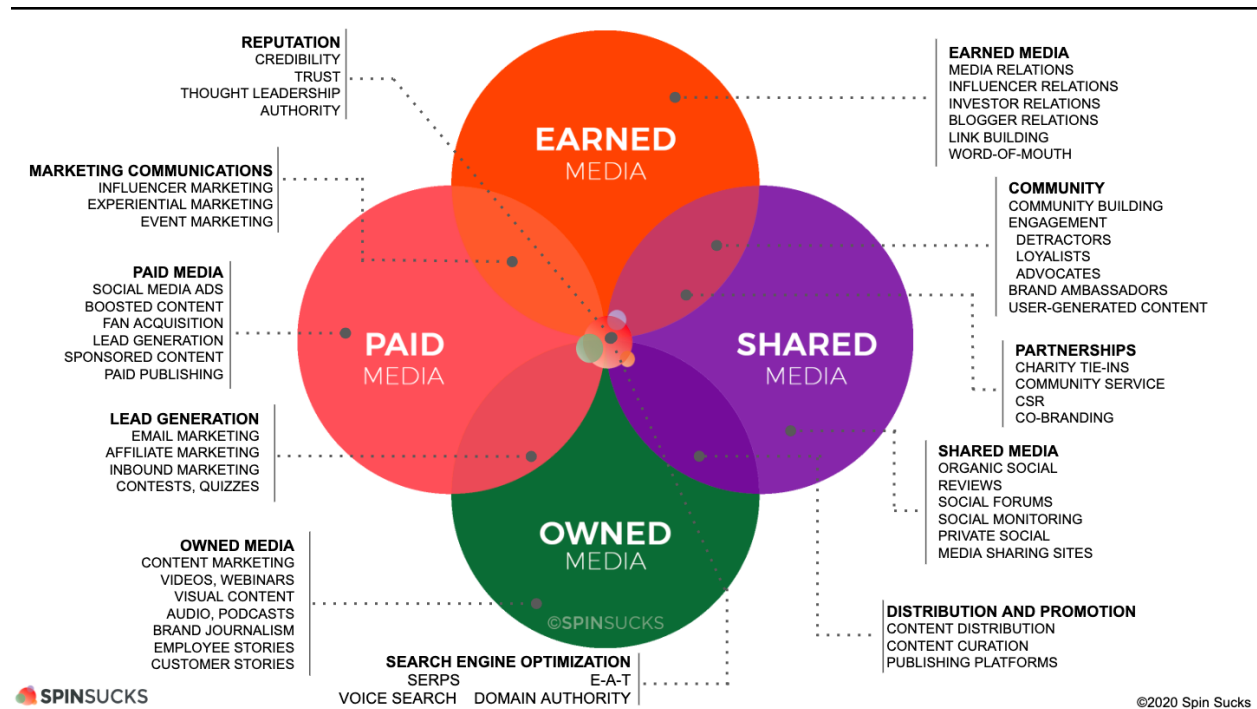 REPUTATION
CREDIBILITY
TRUST
THOUGHT LEADERSHIP
AUTHORITY
MARKETING COMMUNICATIONS
INFLUENCER MARKETING
EXPERIENTIAL MARKETING
EVENT MARKETING
PAID MEDIA
SOCIAL MEDIA ADS
BOOSTED CONTENT
FAN ACQUISITION
LEAD GENERATION
SPONSORED CONTENT
PAID PUBLISHING
LEAD GENERATION
EMAIL MARKETING
AFFILIATE MARKETING
INBOUND MARKETING
CONTESTS, QUIZZES
OWNED MEDIA
CONTENT MARKETING
VIDEOS, WEBINARS
VISUAL CONTENT
AUDIO, PODCASTS
BRAND JOURNALISM
EMPLOYEE STORIES
CUSTOMER STORIES
EARNED
MEDIA
PAID
MEDIA
SHARED
MEDIA
OWNED
MEDIA
©SPINSUCKS
EARNED MEDIA
MEDIA RELATIONS
INFLUENCER RELATIONS
INVESTOR RELATIONS
BLOGGER RELATIONS
LINK BUILDING
WORD-OF-MOUTH
COMMUNITY
COMMUNITY BUILDING
ENGAGEMENT
DETRACTORS
LOYALISTS
ADVOCATES
BRAND AMBASSADORS
USER-GENERATED CONTENT
PARTNERSHIPS
CHARITY TIE-INS
COMMUNITY SERVICE
CSR
CO-BRANDING
SHARED MEDIA
ORGANIC SOCIAL
REVIEWS
SOCIAL FORUMS
SOCIAL MONITORING
PRIVATE SOCIAL
MEDIA SHARING SITES
DISTRIBUTION AND PROMOTION
CONTENT DISTRIBUTION
CONTENT CURATION
PUBLISHING PLATFORMS
SEARCH ENGINE OPTIMIZATION
SERPS E-A-T
VOICE SEARCH DOMAIN AUTHORITY
SPINSUCKS
©2020 Spin Sucks